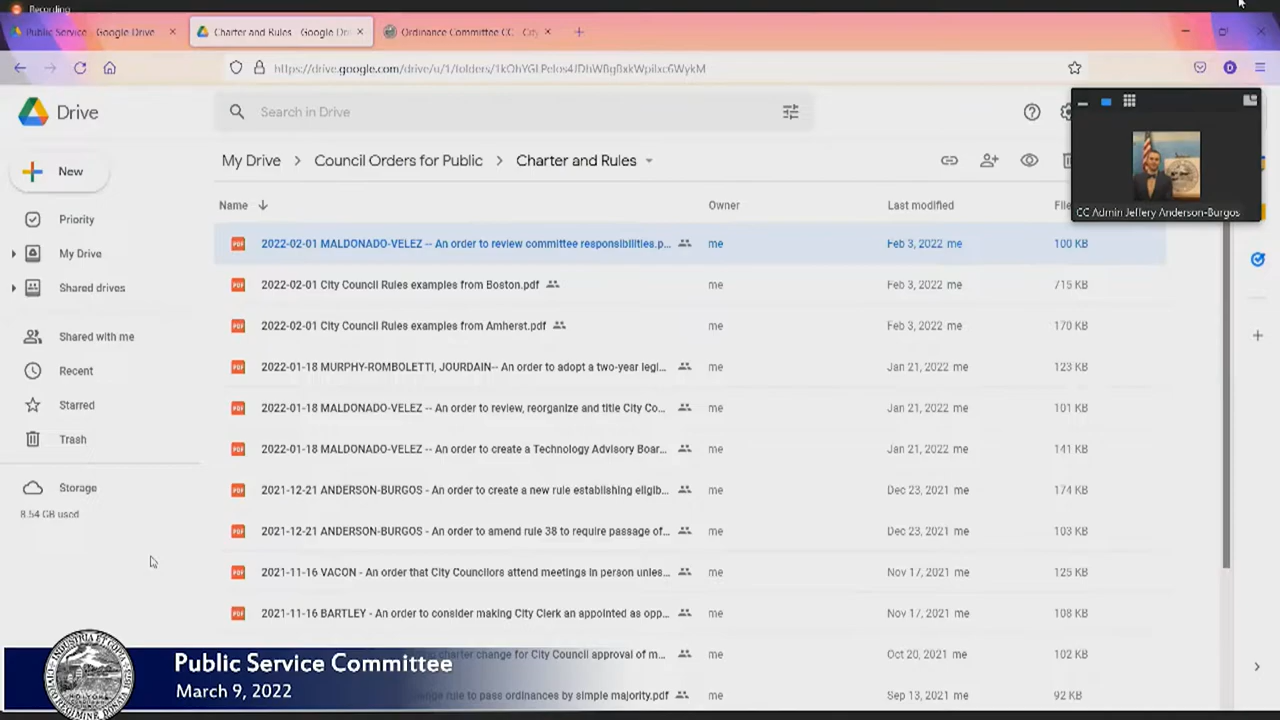 Recording
Public Service - Google Drive
Charter and Rules - Google Dri
Ordinance Committee CC - City
Drive
Search in Drive
New
My Drive > Council Orders for Public > Charter and Rules
CC Admin Jeffery Anderson-Burgos
Priority
My Drive
Shared drives
Shared with me
Recent
Starred
Trash
Storage
8.54 GB used
Name Owner Last modified File
2022-02-01 MALDONADO-VELEZ -- An order to review committee responsibilities.p... me Feb 3, 2022 me 100 KB
2022-02-01 City Council Rules examples from Boston.pdf me Feb 3, 2022 me 715 KB
2022-02-01 City Council Rules examples from Amherst.pdf me Feb 3, 2022 me 170 KB
2022-01-18 MURPHY-ROMBOLETTI, JOURDAIN-- An order to adopt a two-year legi... me Jan 21, 2022 me 123 KB
2022-01-18 MALDONADO-VELEZ -- An order to review, reorganize and title City Co... me Jan 21, 2022 me 101 KB
2022-01-18 MALDONADO-VELEZ -- An order to create a Technology Advisory Boar... me Jan 21, 2022 me 141 KB
2021-12-21 ANDERSON-BURGOS - An order to create a new rule establishing eligib... me Dec 23, 2021 me 174 KB
2021-12-21 ANDERSON-BURGOS - An order to amend rule 38 to require passage of... me Dec 23, 2021 me 103 KB
2021-11-16 VACON - An order that City Councilors attend meetings in person unles... me Nov 17, 2021 me 125 KB
2021-11-16 BARTLEY - An order to consider making City Clerk an appointed as opp... me Nov 17, 2021 me 108 KB
charter change for City Council approval of m... me Oct 20, 2021 me 102 KB
rule to pass ordinances by simple majority.pdf me Sep 13, 2021 me 92 KB
Public Service Committee
March 9, 2022